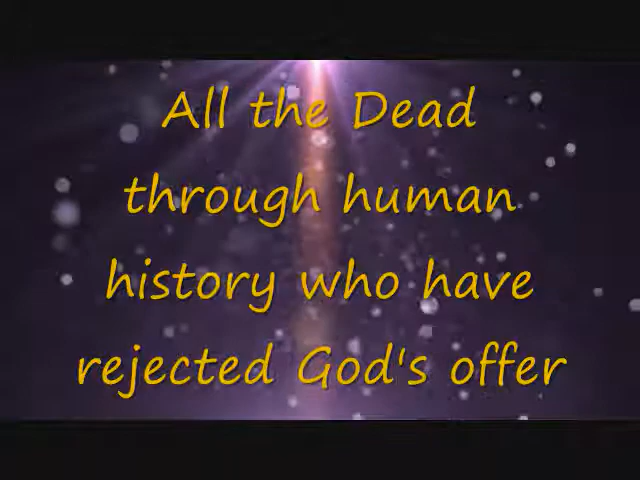 All the Dead
through human
history who have
rejected God's offer